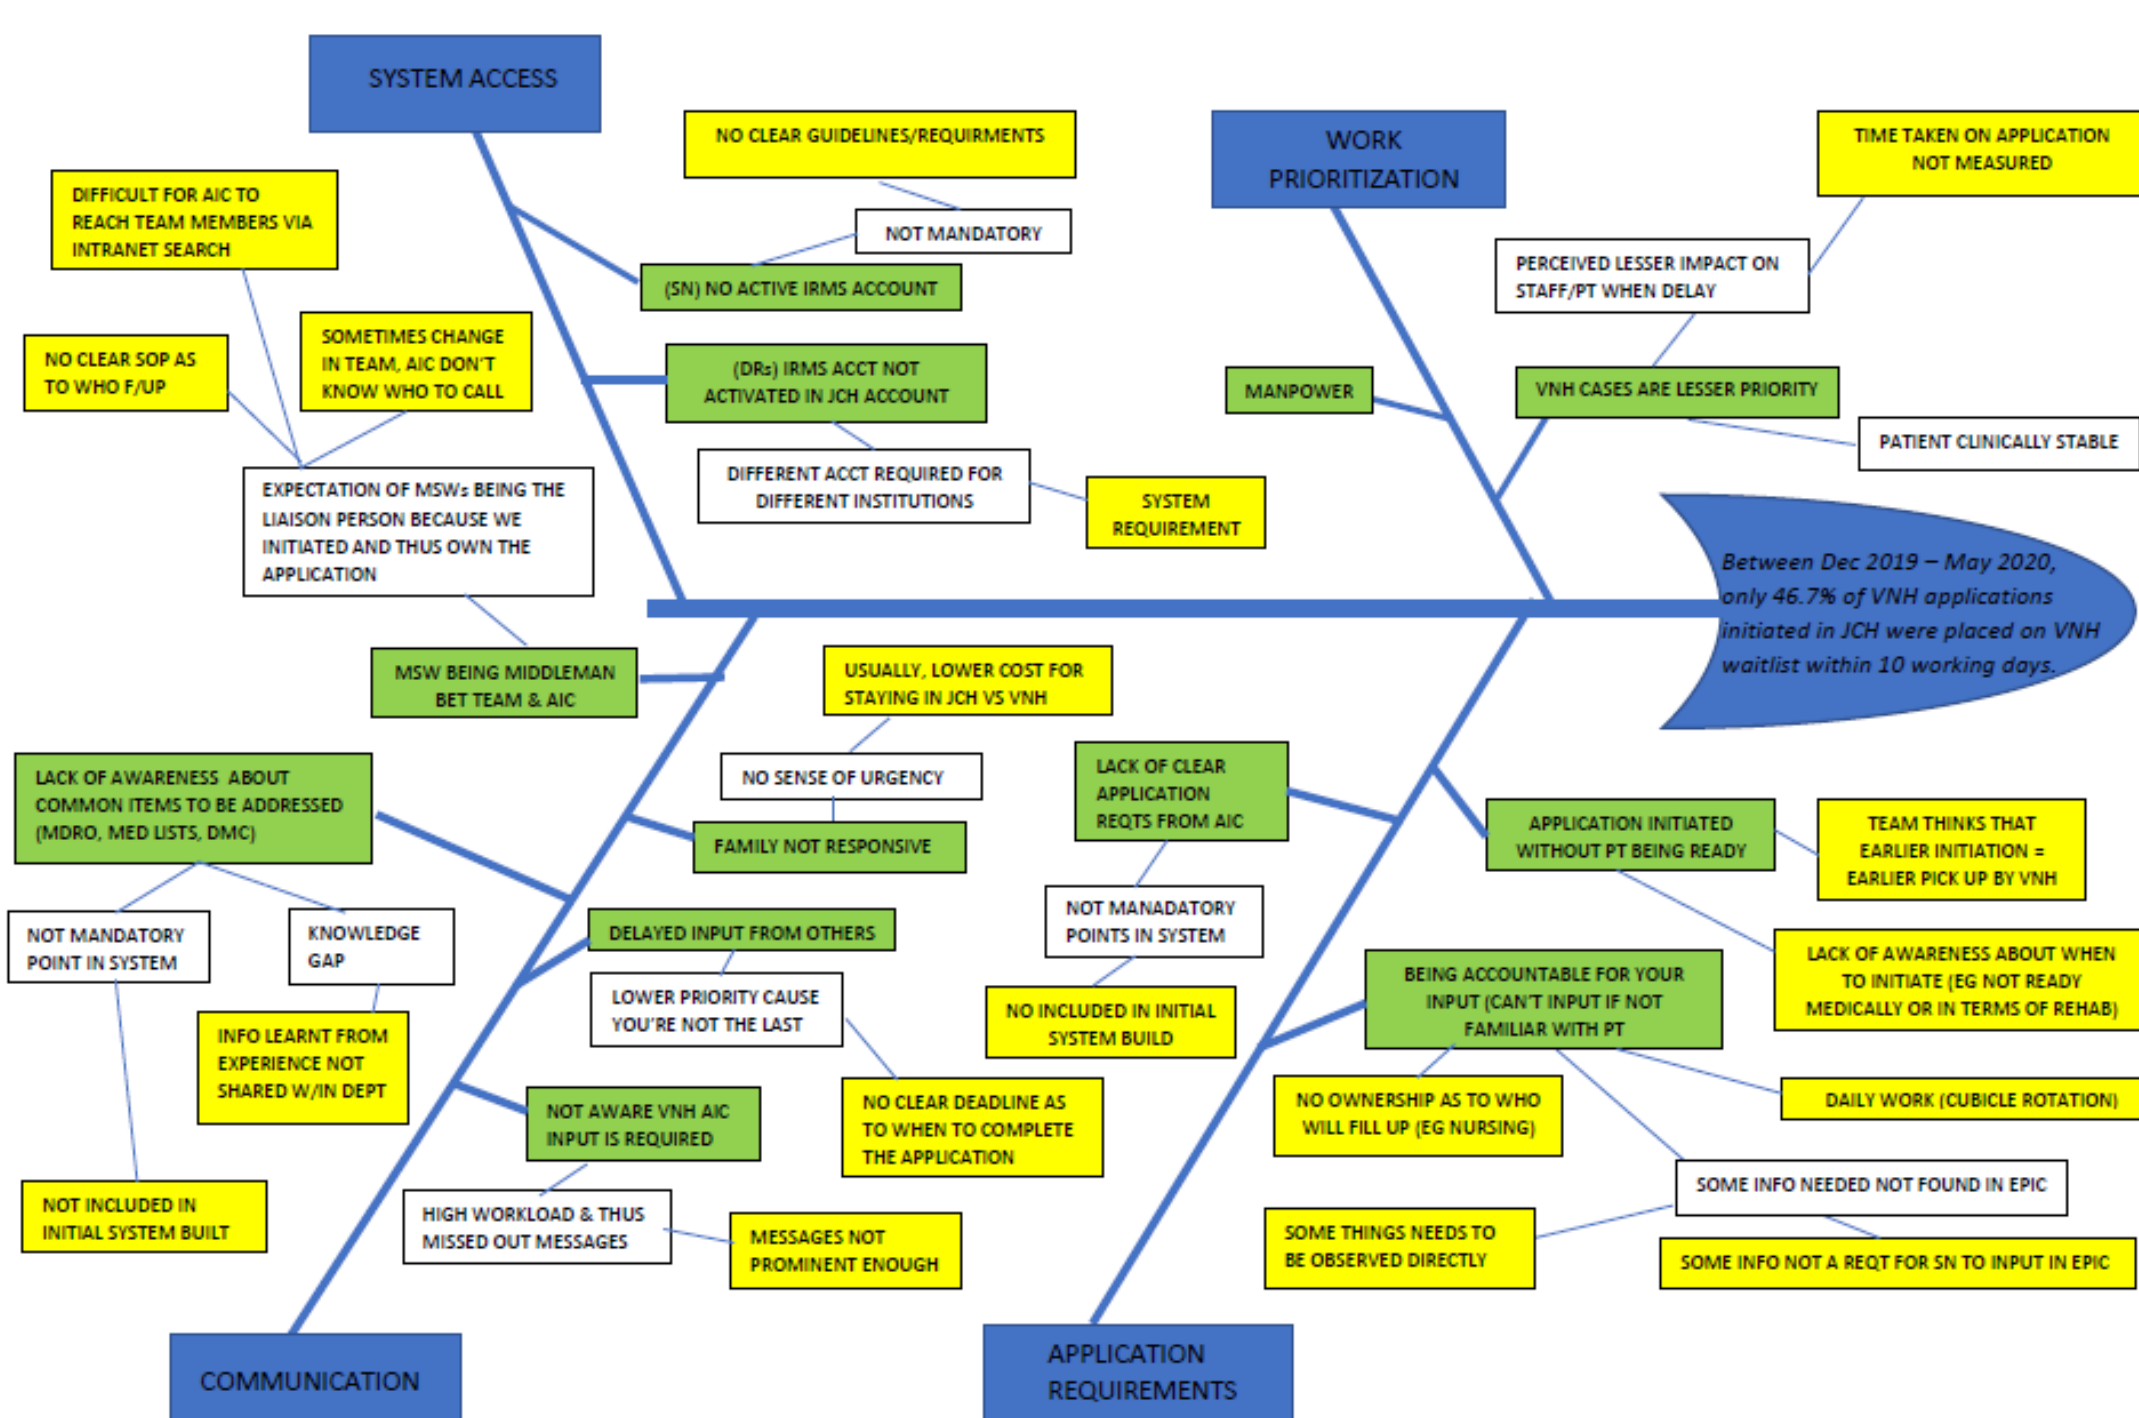 SYSTEM ACCESS
NO CLEAR GUIDELINES/REQUIRMENTS
NOT MANDATORY
(SN) NO ACTIVE IRMS ACCOUNT
(DRs) IRMS ACCT NOT
ACTIVATED IN JCH ACCOUNT
DIFFERENT ACCT REQUIRED FOR
DIFFERENT INSTITUTIONS
SYSTEM
REQUIREMENT
WORK
PRIORITIZATION
TIME TAKEN ON APPLICATION
NOT MEASURED
PERCEIVED LESSER IMPACT ON
STAFF/PT WHEN DELAY
MANPOWER
VNH CASES ARE LESSER PRIORITY
PATIENT CLINICALLY STABLE
Between Dec 2019 – May 2020,
only 46.7% of VNH applications
initiated in JCH were placed on VNH
waitlist within 10 working days.
DIFFICULT FOR AIC TO
REACH TEAM MEMBERS VIA
INTRANET SEARCH
NO CLEAR SOP AS
TO WHO F/UP
SOMETIMES CHANGE
IN TEAM, AIC DON'T
KNOW WHO TO CALL
EXPECTATION OF MSWs BEING THE
LIAISON PERSON BECAUSE WE
INITIATED AND THUS OWN THE
APPLICATION
MSW BEING MIDDLEMAN
BET TEAM & AIC
USUALLY, LOWER COST FOR
STAYING IN JCH VS VNH
NO SENSE OF URGENCY
FAMILY NOT RESPONSIVE
LACK OF AWARENESS  ABOUT
COMMON ITEMS TO BE ADDRESSED
(MDRO, MED LISTS, DMC)
NOT MANDATORY
POINT IN SYSTEM
KNOWLEDGE
GAP
INFO LEARNT FROM
EXPERIENCE NOT
SHARED W/IN DEPT
NOT INCLUDED IN
INITIAL SYSTEM BUILT
DELAYED INPUT FROM OTHERS
LOWER PRIORITY CAUSE
YOU'RE NOT THE LAST
NO CLEAR DEADLINE AS
TO WHEN TO COMPLETE
THE APPLICATION
NOT AWARE VNH AIC
INPUT IS REQUIRED
HIGH WORKLOAD & THUS
MISSED OUT MESSAGES
MESSAGES NOT
PROMINENT ENOUGH
COMMUNICATION
LACK OF CLEAR
APPLICATION
REQTS FROM AIC
NOT MANADATORY
POINTS IN SYSTEM
NO INCLUDED IN INITIAL
SYSTEM BUILD
APPLICATION INITIATED
WITHOUT PT BEING READY
TEAM THINKS THAT
EARLIER INITIATION =
EARLIER PICK UP BY VNH
LACK OF AWARENESS ABOUT WHEN
TO INITIATE (EG NOT READY
MEDICALLY OR IN TERMS OF REHAB)
BEING ACCOUNTABLE FOR YOUR
INPUT (CAN'T INPUT IF NOT
FAMILIAR WITH PT
NO OWNERSHIP AS TO WHO
WILL FILL UP (EG NURSING)
DAILY WORK (CUBICLE ROTATION)
SOME INFO NEEDED NOT FOUND IN EPIC
SOME THINGS NEEDS TO
BE OBSERVED DIRECTLY
SOME INFO NOT A REQT FOR SN TO INPUT IN EPIC
APPLICATION
REQUIREMENTS